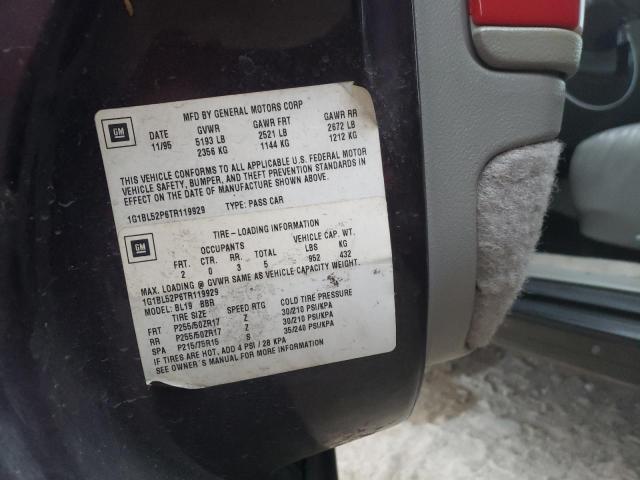 MFD BY GENERAL MOTORS CORP
GM
DATE GVWR GAWR FRT GAWR RR
11/95 5193 LB 2521 LB 2672 LB
2356 KG 1144 KG 1212 KG
THIS VEHICLE CONFORMS TO ALL APPLICABLE U.S. FEDERAL MOTOR
VEHICLE SAFETY, BUMPER, AND THEFT PREVENTION STANDARDS IN
EFFECT ON THE DATE OF MANUFACTURE SHOWN ABOVE.
1G1BL52P6TR119929 TYPE: PASS CAR
GM
TIRE-LOADING INFORMATION
OCCUPANTS VEHICLE CAP. WT.
FRT. CTR. RR. TOTAL LBS KG
2 0 3 5 952 432
MAX. LOADING @ GVWR SAME AS VEHICLE CAPACITY WEIGHT.
1G1BL52P6TR119929
MODEL: BL19 BBR
TIRE SIZE SPEED RTG COLD TIRE PRESSURE
FRT P255/50ZR17 Z 30/210 PSI/KPA
RR P255/50ZR17 Z 30/210 PSI/KPA
SPA P215/75R15 S 35/240 PSI/KPA
IF TIRES ARE HOT, ADD 4 PSI / 28 KPA
SEE OWNER'S MANUAL FOR MORE INFORMATION